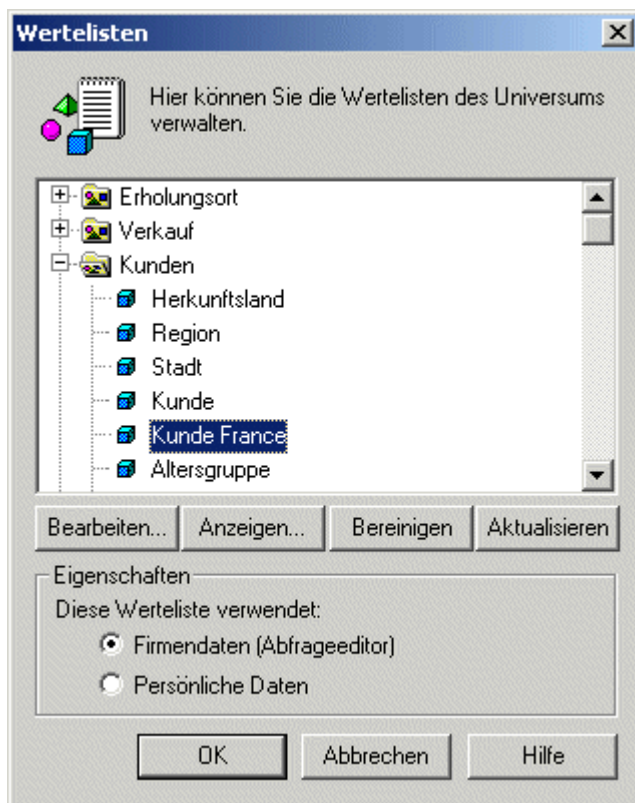 Wertelisten
Hier können Sie die Wertelisten des Universums
verwalten.
Erholungsort
Verkauf
Kunden
Herkunftsland
Region
Stadt
Kunde
Kunde France
Altersgruppe
Bearbeiten... Anzeigen... Bereinigen Aktualisieren
Eigenschaften
Diese Werteliste verwendet:
Firmendaten (Abfrageeditor)
Persönliche Daten
OK Abbrechen Hilfe